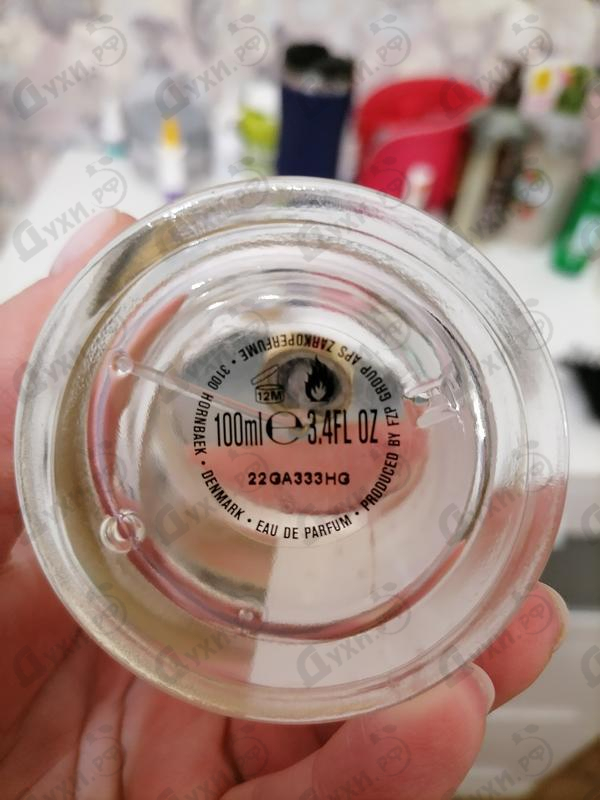 PRODUCED BY FZP GROUP APS ZARKOPERFUME • 3100 HORNBAEK • DENMARK • EAU DE PARFUM •
12M
100ml e 3.4FL OZ
22GA333HG
Духи.РФ